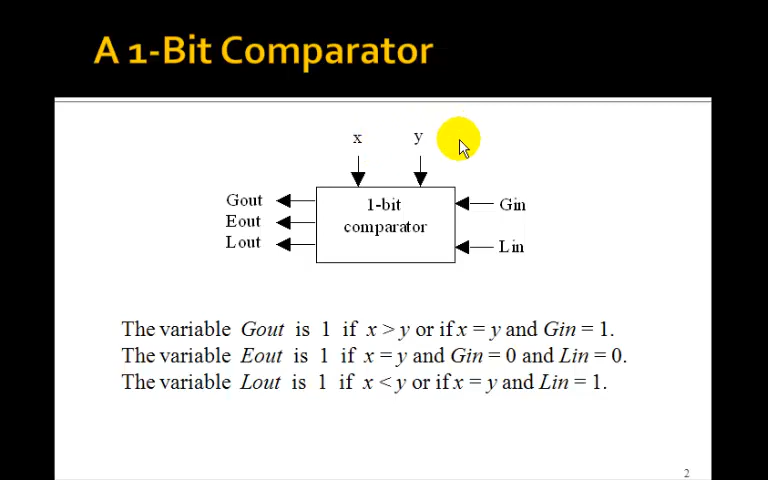 A 1-Bit Comparator
x y
Gout 1-bit Gin
Eout comparator
Lout Lin
The variable Gout is 1 if x > y or if x = y and Gin = 1.
The variable Eout is 1 if x = y and Gin = 0 and Lin = 0.
The variable Lout is 1 if x < y or if x = y and Lin = 1.
2